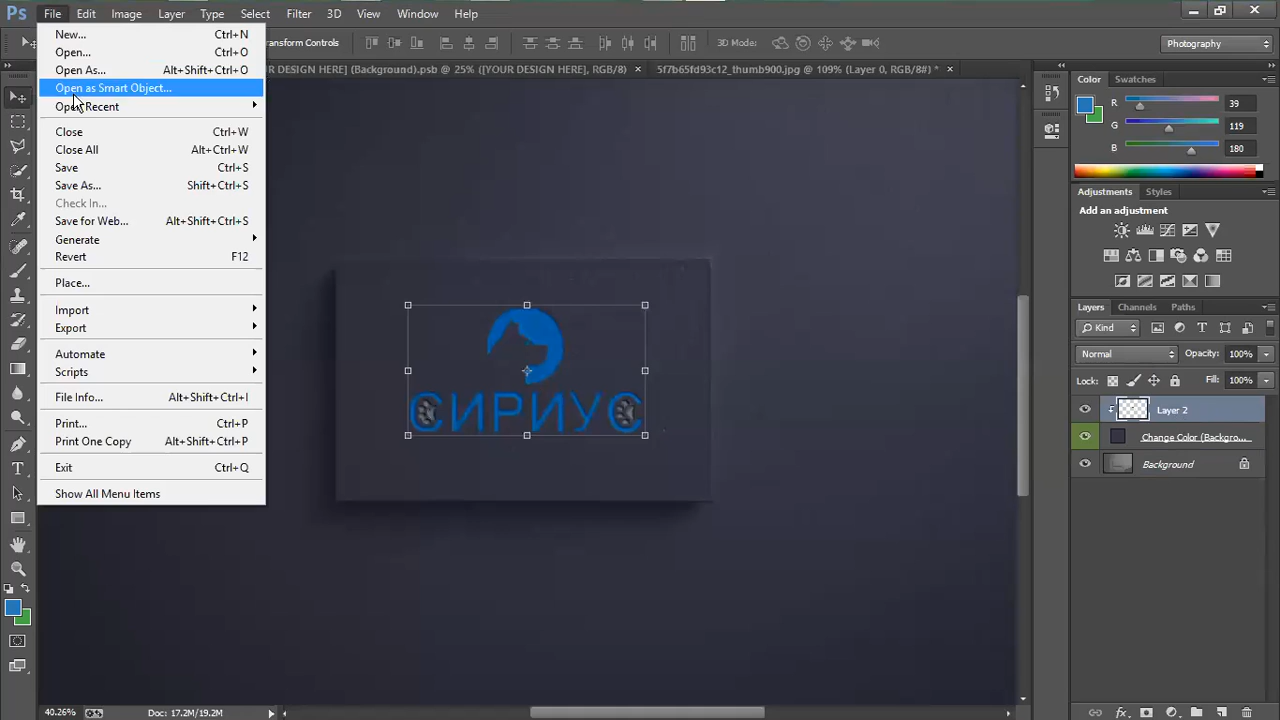 Ps File Edit Image Layer Type Select Filter 3D View Window Help
Transform Controls 3D Mode: Photography
DESIGN HERE] (Background).psb @ 25% ([YOUR DESIGN HERE], RGB/8) × 5f7b65fd93c12_thumb900.jpg @ 109% (Layer 0, RGB/8#) * ×
New... Ctrl+N
Open... Ctrl+O
Open As... Alt+Shift+Ctrl+O
Open as Smart Object...
Open Recent
Close Ctrl+W
Close All Alt+Ctrl+W
Save Ctrl+S
Save As... Shift+Ctrl+S
Check In...
Save for Web... Alt+Shift+Ctrl+S
Generate
Revert F12
Place...
Import
Export
Automate
Scripts
File Info... Alt+Shift+Ctrl+I
Print... Ctrl+P
Print One Copy Alt+Shift+Ctrl+P
Exit Ctrl+Q
Show All Menu Items
СИРИУС
Color Swatches
R 39
G 119
B 180
Adjustments Styles
Add an adjustment
Layers Channels Paths
Kind
Normal Opacity: 100%
Lock: Fill: 100%
Layer 2
Change Color (Backgro...
Background
40.26% Doc: 17.2M/19.2M